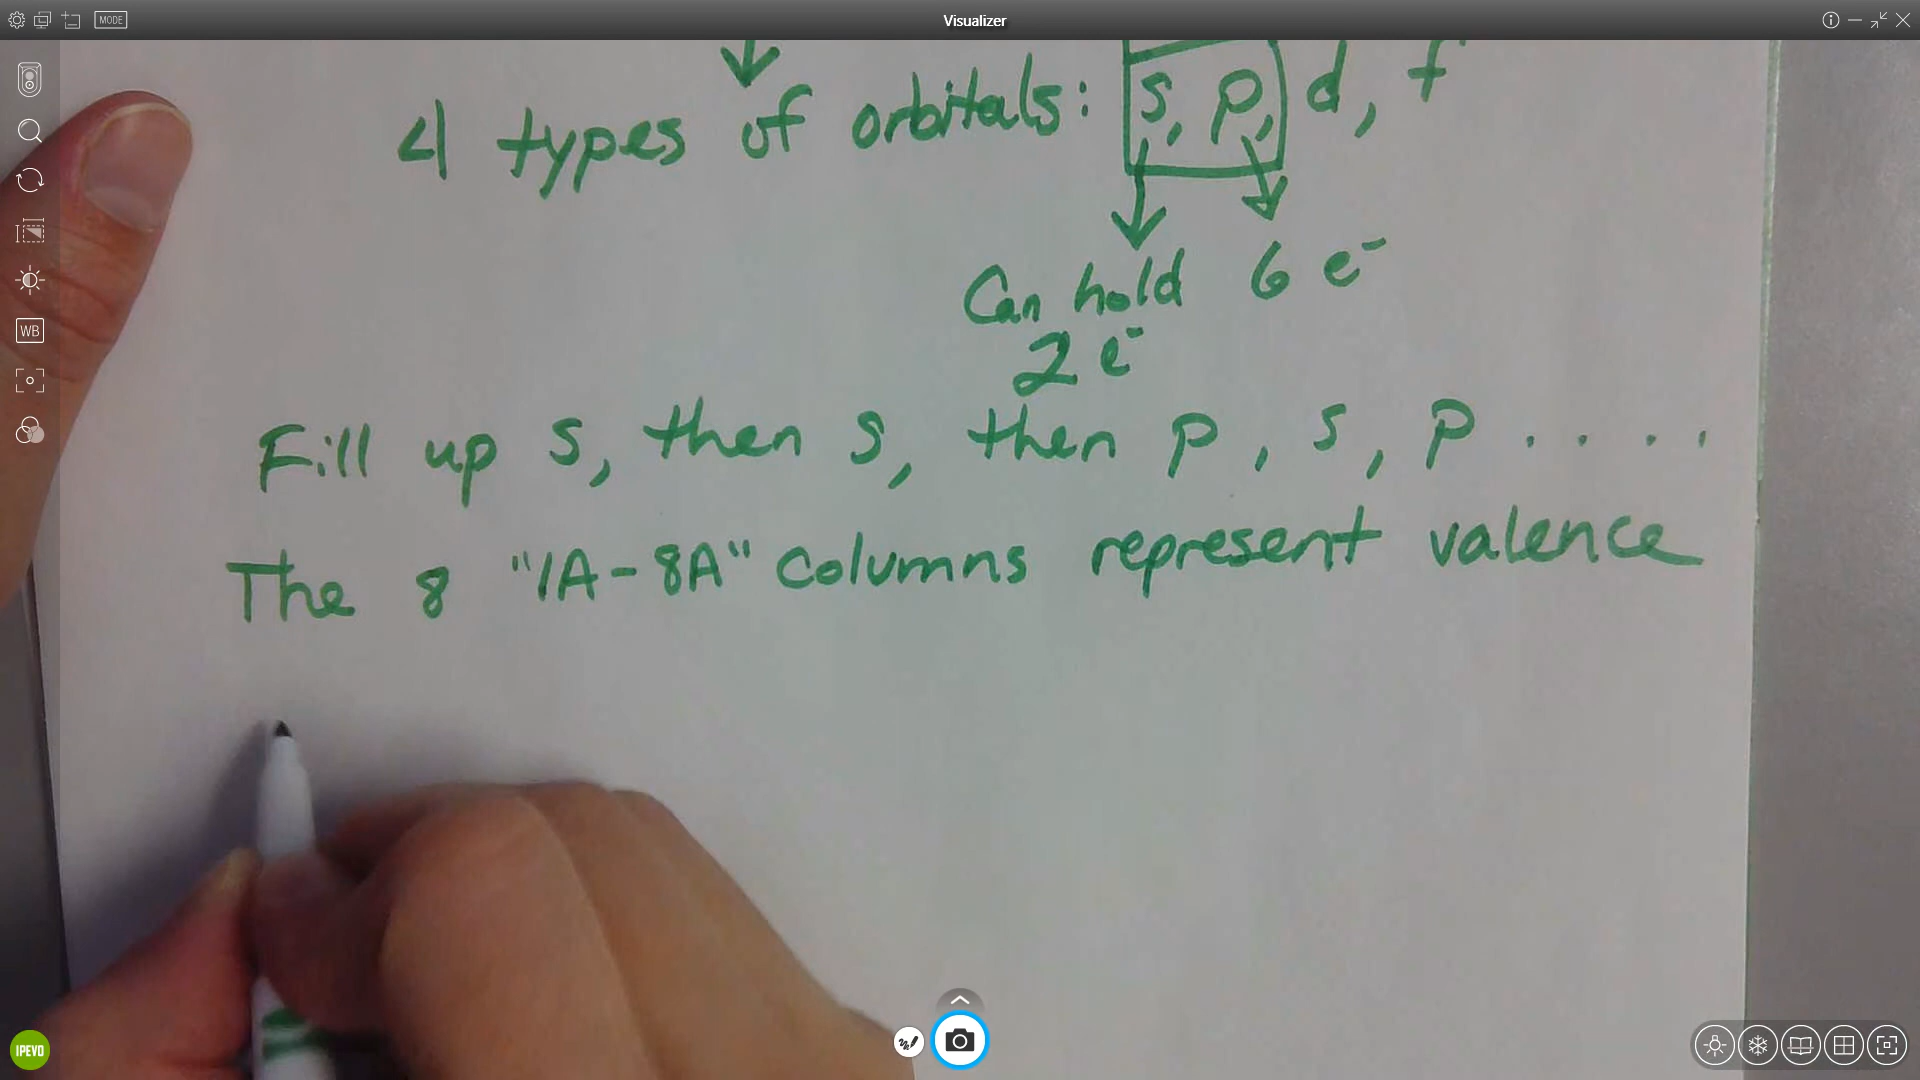 MODE
Visualizer
4 types of orbitals: s, p, d, f
WB
Can hold 6 e⁻
2 e⁻
Fill up s, then s, then p, s, p . . . .
The 8 "1A-8A" columns represent valence
IPEVO